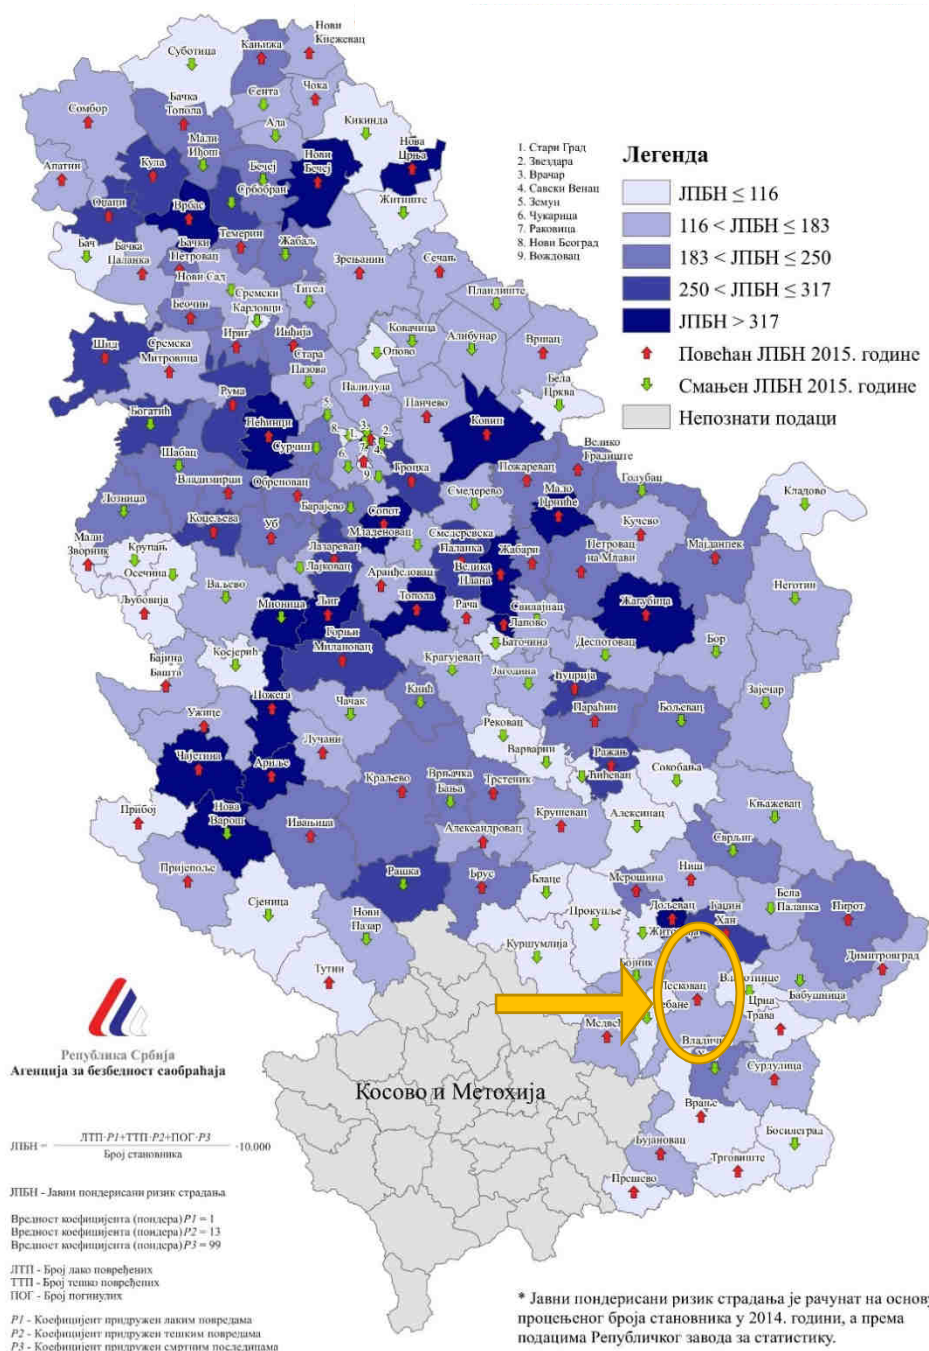 Нови
Кнежевац
Суботица
Кањижа
Сомбор
Бачка
Топола
Сента
Чока
Ада
Кикинда
Мали
Иђош
Нова
Црња
Апатин
Кула
Бечеј
Нови
Бечеј
Оџаци
Врбас
Србобран
Житиште
Бач
Бачка
Паланка
Бачки
Петровац
Темерин
Жабаљ
Зрењанин
Сечањ
Нови Сад
Сремски
Карловци
Тител
Пландиште
Беочин
Шид
Сремска
Митровица
Ириг
Инђија
Стара
Пазова
Опово
Ковачица
Алибунар
Вршац
Бела
Црква
Рума
Палилула
Панчево
Ковин
Богатић
Пећинци
Сурчин
5.
8.
1.
3.
2.
7.
4.
6.
9.
Гроцка
Шабац
Владимирци
Обреновац
Барајево
Сопот
Младеновац
Смедерево
Пожаревац
Велико
Градиште
Голубац
Мало
Црниће
Кладово
Лозница
Коцељева
Уб
Лазаревац
Смедеревска
Паланка
Велика
Плана
Жабари
Петровац
на Млави
Кучево
Мајданпек
Мали
Зворник
Крупањ
Осечина
Љубовија
Ваљево
Лајковац
Аранђеловац
Мионица
Љиг
Топола
Рача
Свилајнац
Лапово
Баточина
Жагубица
Неготин
Косјерић
Горњи
Милановац
Крагујевац
Јагодина
Деспотовац
Бор
Бајина
Башта
Пожега
Чачак
Кнић
Ћуприја
Параћин
Бољевац
Зајечар
Ужице
Лучани
Рековац
Варварин
Ражањ
Ћићевац
Сокобања
Чајетина
Ариље
Краљево
Врњачка
Бања
Трстеник
Прибој
Нова
Варош
Ивањица
Александровац
Крушевац
Алексинац
Књажевац
Сврљиг
Пријепоље
Рашка
Брус
Блаце
Мерошина
Ниш
Бела
Паланка
Пирот
Сјеница
Нови
Пазар
Прокупље
Дољевац
Гаџин
Хан
Куршумлија
Житорађа
Тутин
Бојник
Димитровград
Лесковац
Бабушница
Црна
Трава
Сурдулица
Врање
Босилеград
Бујановац
Трговиште
Прешево
Косово и Метохија
1. Стари Град
2. Звездара
3. Врачар
4. Савски Венац
5. Земун
6. Чукарица
7. Раковица
8. Нови Београд
9. Вождовац
Легенда
ЈПБН ≤ 116
116 < ЈПБН ≤ 183
183 < ЈПБН ≤ 250
250 < ЈПБН ≤ 317
ЈПБН > 317
Повећан ЈПБН 2015. године
Смањен ЈПБН 2015. године
Непознати подаци
Република Србија
Агенција за безбедност саобраћаја
ЈПБН = ЛТП·P1+ТТП·P2+ПОГ·P3 ·10.000
Број становника
ЈПБН - Јавни пондерисани ризик страдања
Вредност коефицијента (пондера) P1 = 1
Вредност коефицијента (пондера) P2 = 13
Вредност коефицијента (пондера) P3 = 99
ЛТП - Број лако повређених
ТТП - Број тешко повређених
ПОГ - Број погинулих
P1 - Коефицијент придружен лаким повредама
P2 - Коефицијент придружен тешким повредама
P3 - Коефицијент придружен смртним последицама
* Јавни пондерисани ризик страдања је рачунат на основу
процењеног броја становника у 2014. години, а према
подацима Републичког завода за статистику.